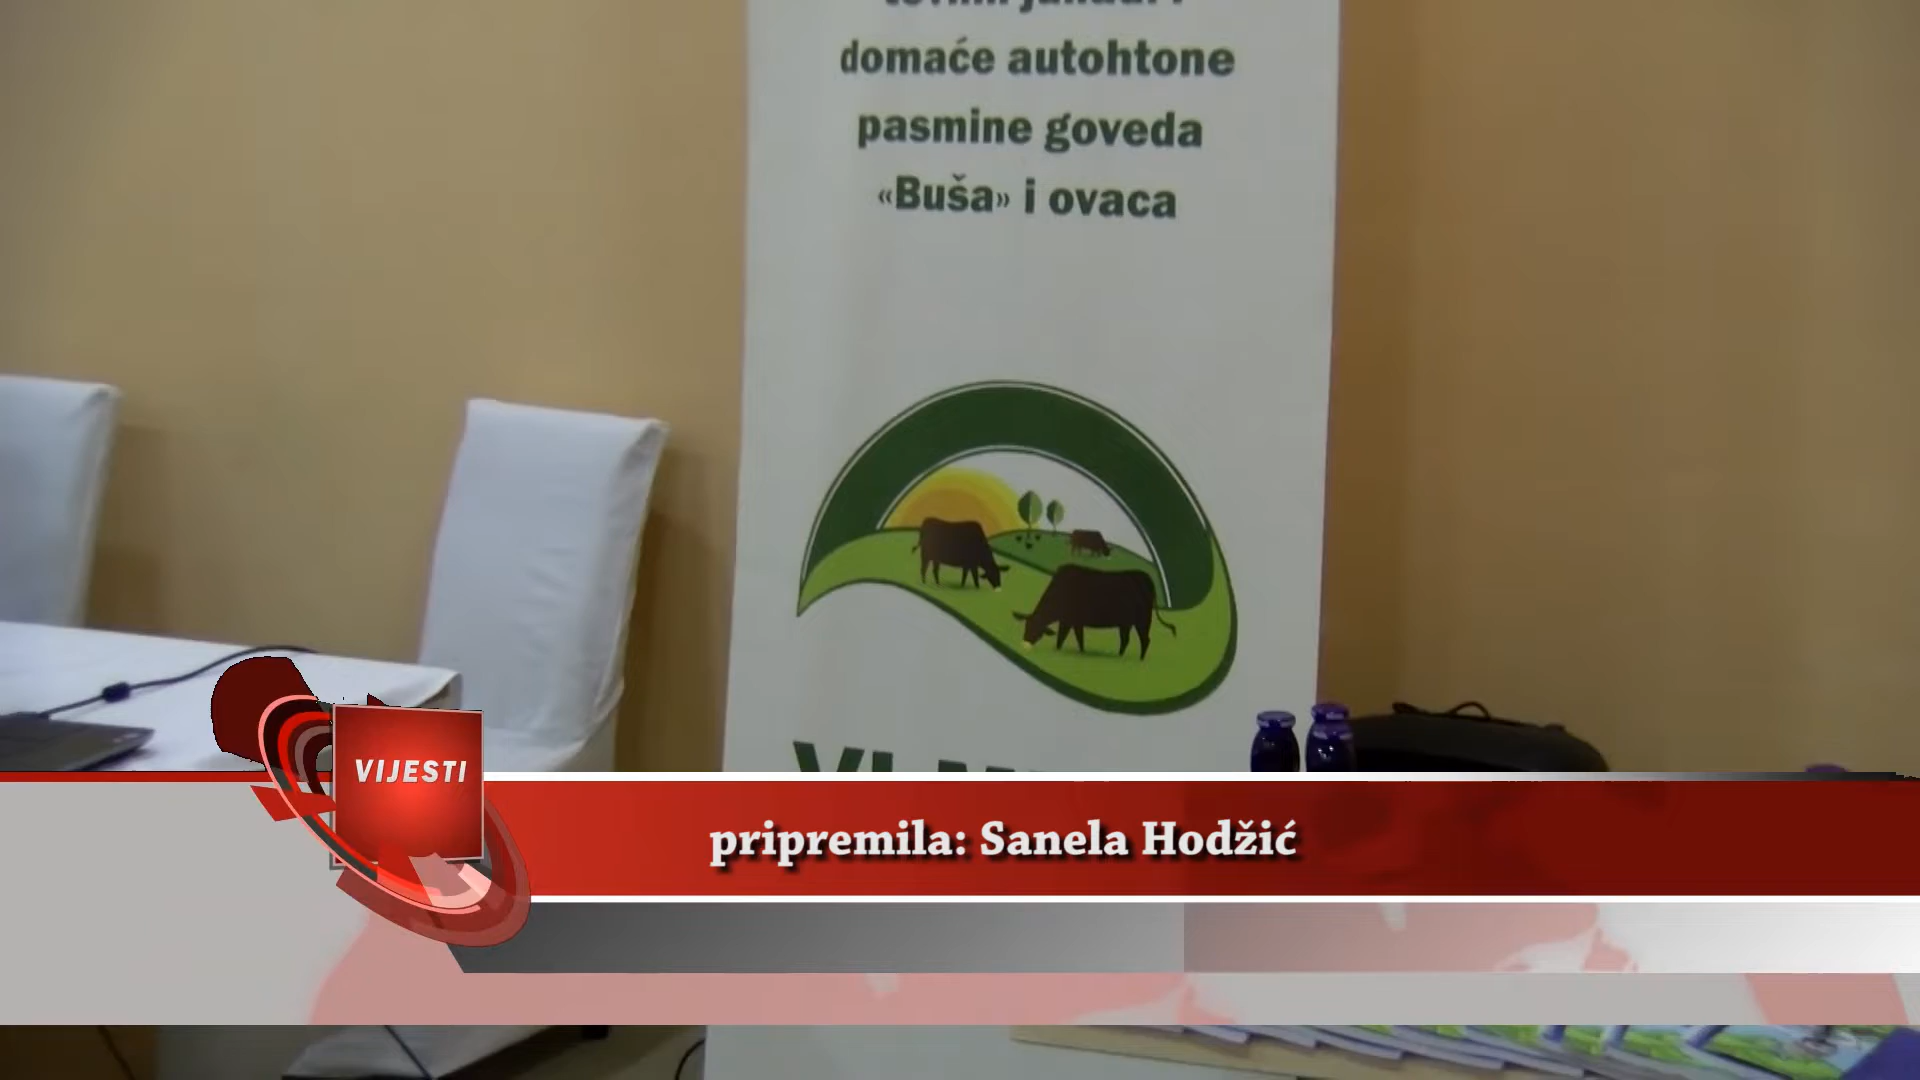 domaće autohtone
pasmine goveda
«Buša» i ovaca
VIJESTI
pripremila: Sanela Hodžić